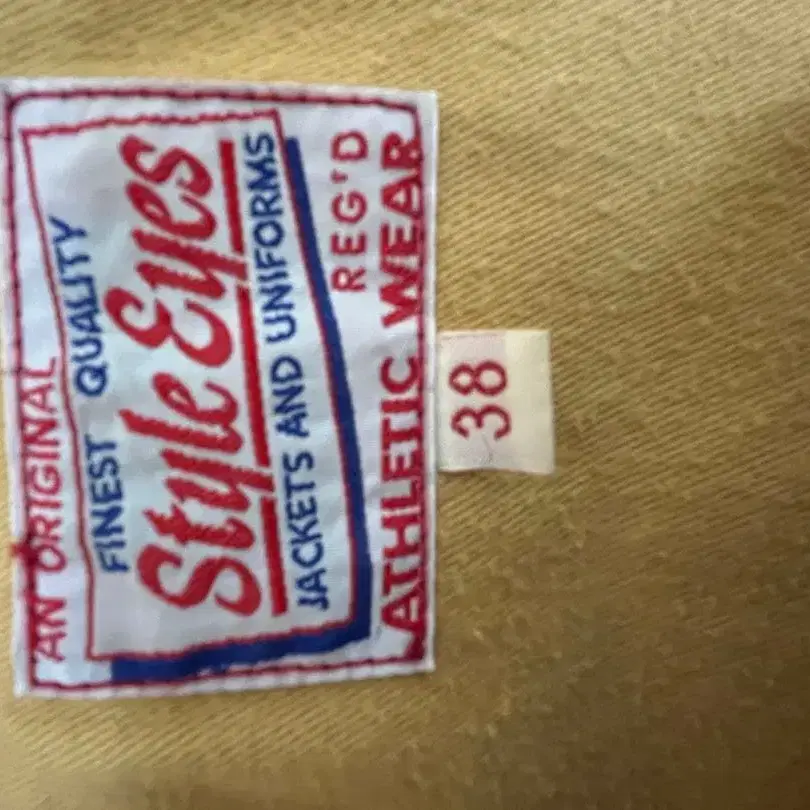 AN ORIGINAL
FINEST QUALITY
Style Eyes
JACKETS AND UNIFORMS
REG'D
ATHLETIC WEAR
38